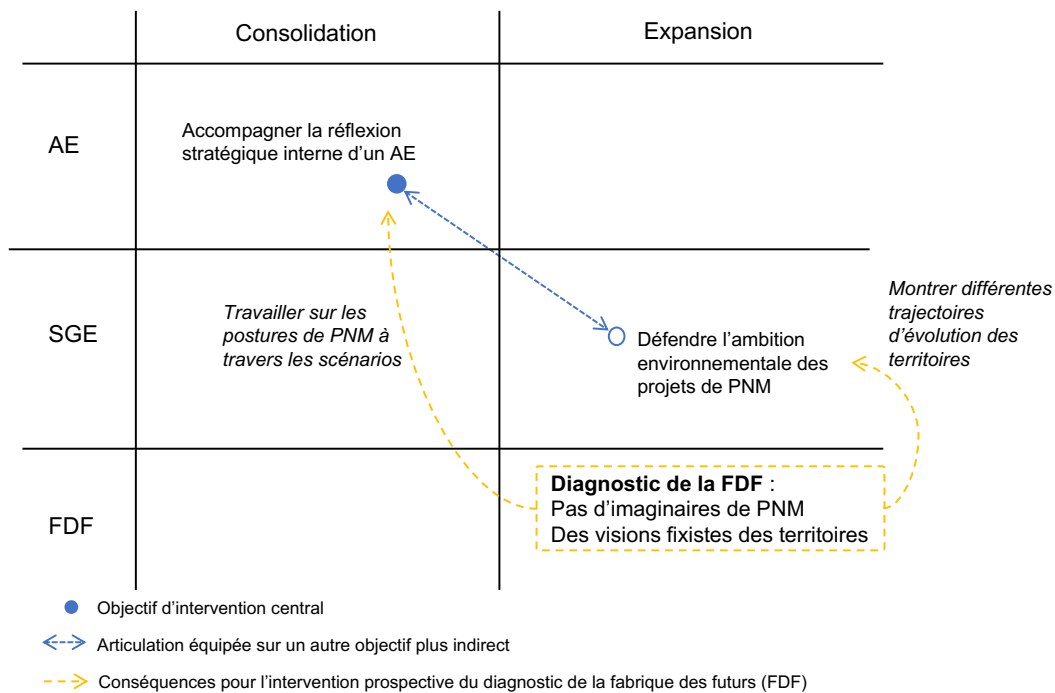 Consolidation
Expansion
AE
Accompagner la réflexion
stratégique interne d’un AE
SGE
Travailler sur les
postures de PNM à
travers les scénarios
Défendre l’ambition
environnementale des
projets de PNM
Montrer différentes
trajectoires
d’évolution des
territoires
FDF
Diagnostic de la FDF :
Pas d’imaginaires de PNM
Des visions fixistes des territoires
Objectif d’intervention central
Articulation équipée sur un autre objectif plus indirect
Conséquences pour l’intervention prospective du diagnostic de la fabrique des futurs (FDF)